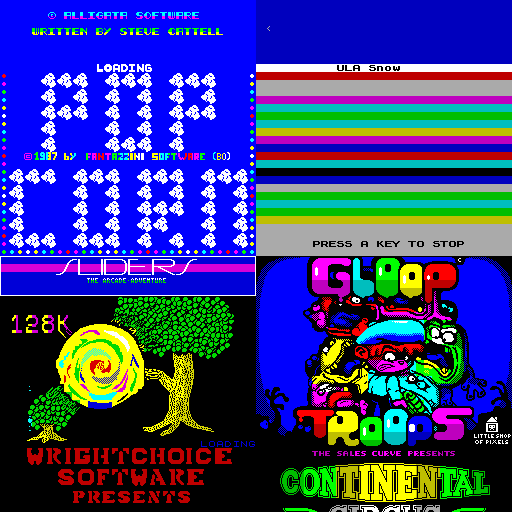 © ALLIGATA SOFTWARE
WRITTEN BY STEVE CATTELL
LOADING
POP
©1987 by FANTAZZINI SOFTWARE (BO)
CORN
SLIDERS
THE ARCADE-ADVENTURE
ULA Snow
PRESS A KEY TO STOP
128K
LOADING
WRIGHTCHOICE
SOFTWARE
PRESENTS
GLOOP
TROOPS
LITTLE SHOP
OF PIXELS
THE SALES CURVE PRESENTS
CONTINENTAL
CIRCUS